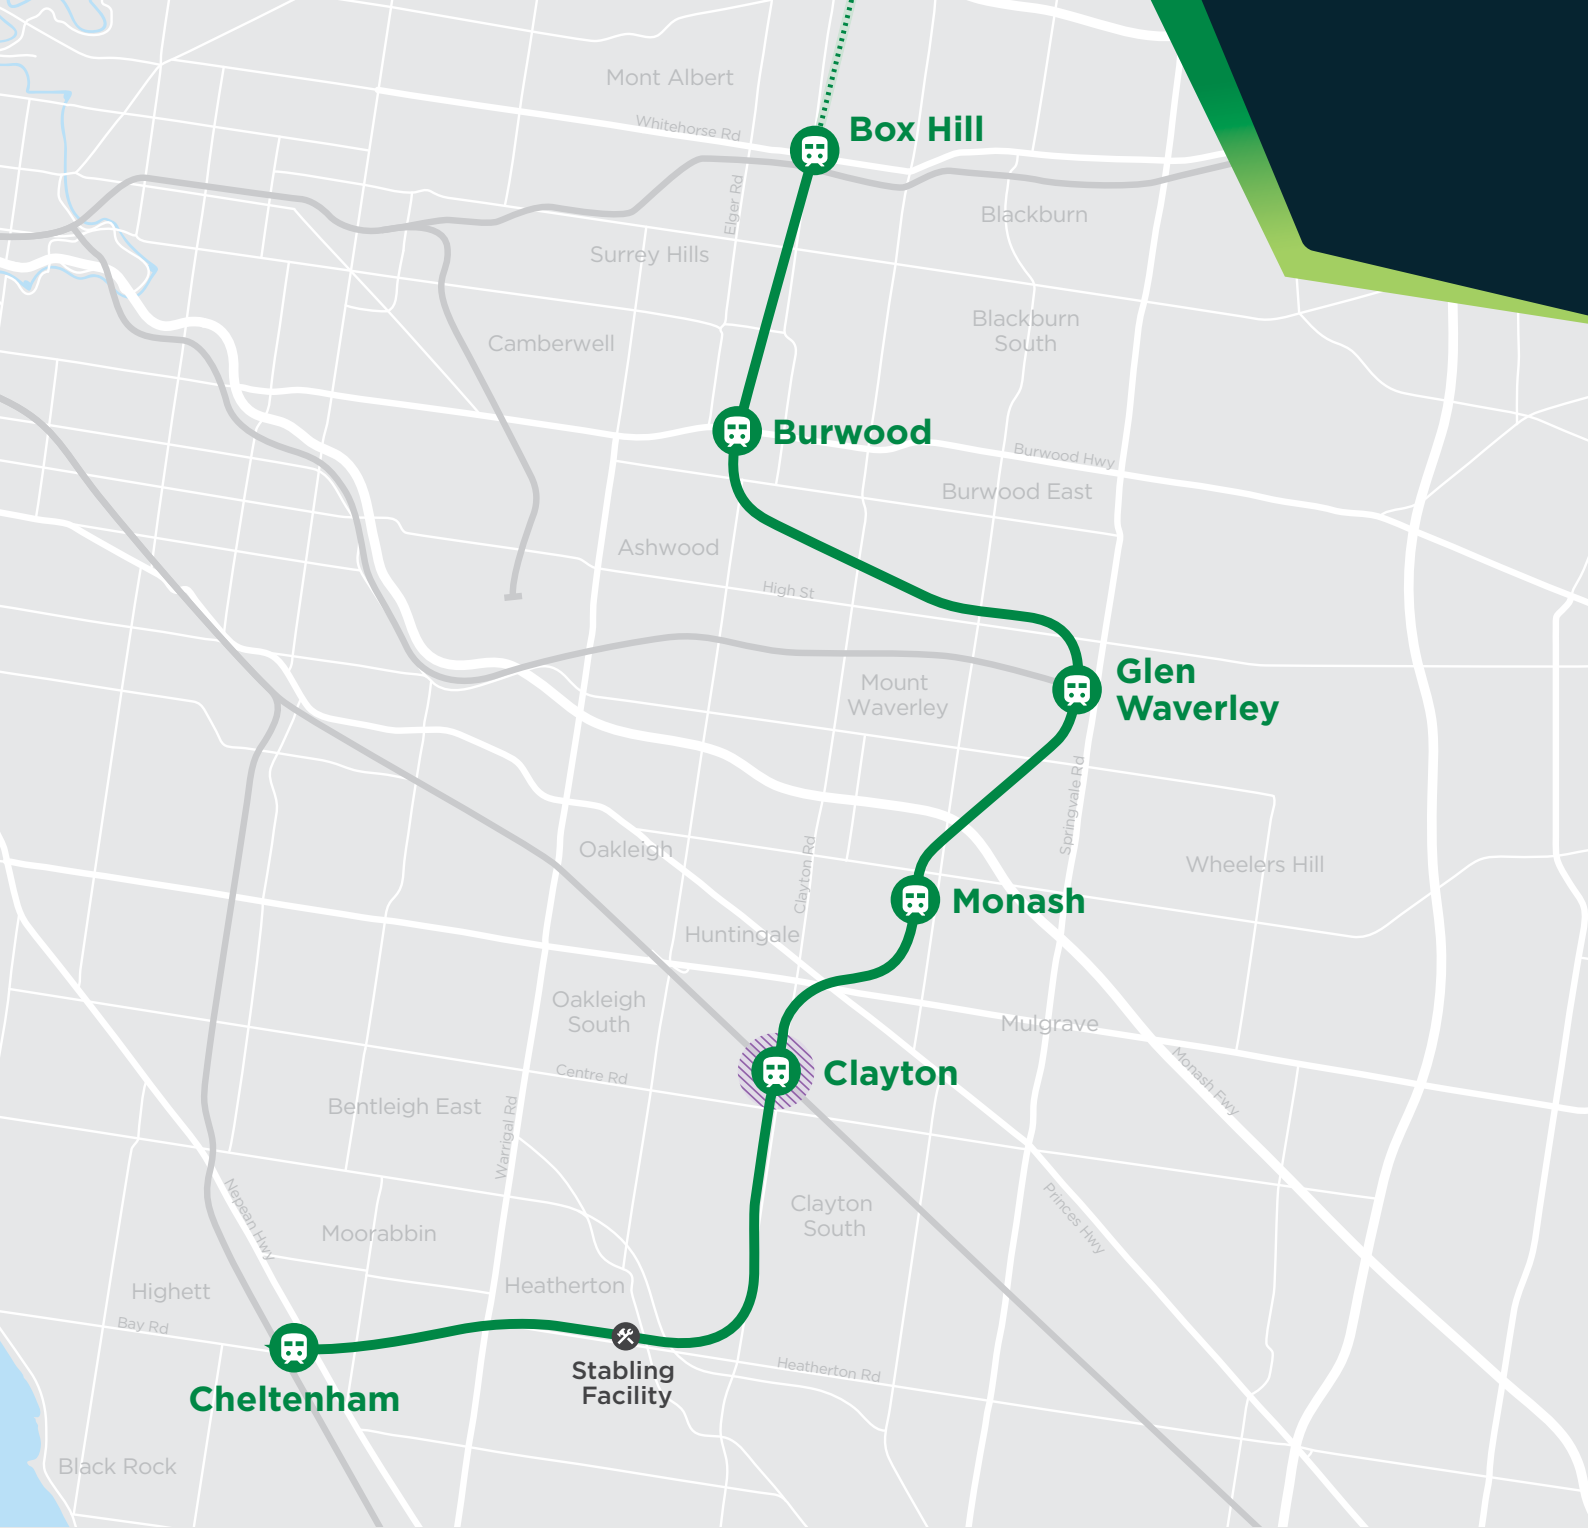 Mont Albert
Whitehorse Rd
Box Hill
Elger Rd
Blackburn
Surrey Hills
Blackburn
South
Camberwell
Burwood
Burwood Hwy
Burwood East
Ashwood
High St
Glen
Waverley
Mount
Waverley
Springvale Rd
Oakleigh
Clayton Rd
Wheelers Hill
Monash
Huntingale
Oakleigh
South
Mulgrave
Clayton
Centre Rd
Monash Fwy
Bentleigh East
Warrigal Rd
Nepean Hwy
Clayton
South
Princes Hwy
Moorabbin
Highett
Heatherton
Bay Rd
Stabling
Facility
Heatherton Rd
Cheltenham
Black Rock